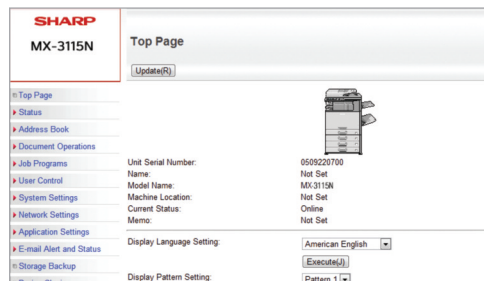 SHARP
MX-3115N
Top Page
Update(R)
Top Page
Status
Address Book
Document Operations
Job Programs
User Control
System Settings
Network Settings
Application Settings
E-mail Alert and Status
Storage Backup
Unit Serial Number: 0509220700
Name: Not Set
Model Name: MX-3115N
Machine Location: Not Set
Current Status: Online
Memo: Not Set
Display Language Setting: American English
Execute(J)
Display Pattern Setting: Pattern 1